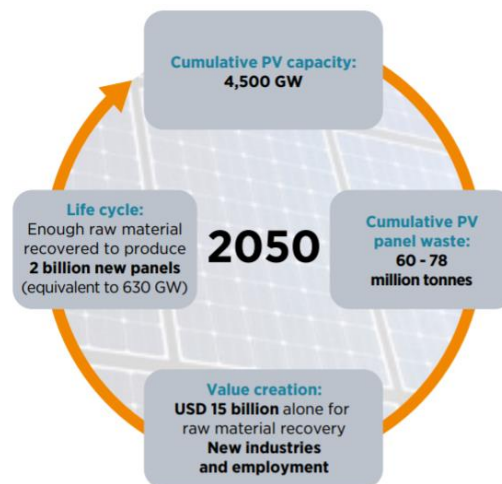 Cumulative PV capacity:
4,500 GW
Life cycle:
Enough raw material
recovered to produce
2 billion new panels
(equivalent to 630 GW)
2050
Cumulative PV
panel waste:
60 - 78
million tonnes
Value creation:
USD 15 billion alone for
raw material recovery
New industries
and employment